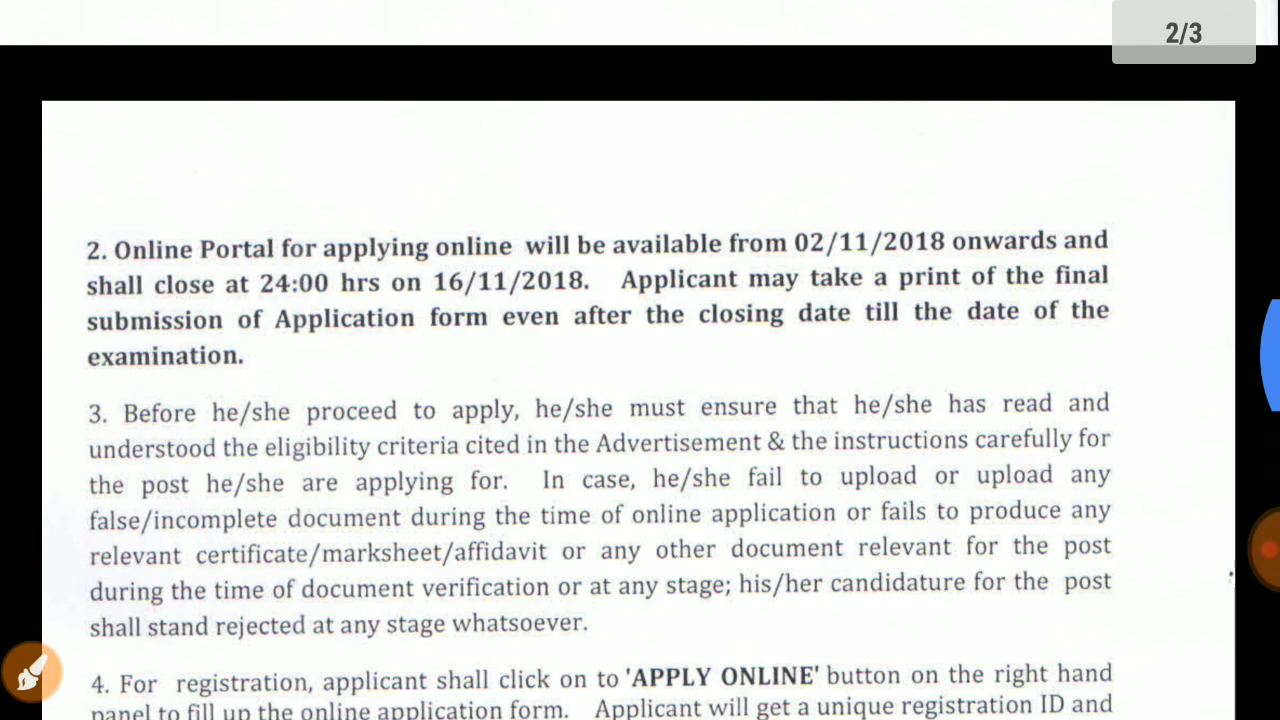 2/3
2. Online Portal for applying online will be available from 02/11/2018 onwards and
shall close at 24:00 hrs on 16/11/2018. Applicant may take a print of the final
submission of Application form even after the closing date till the date of the
examination.
3. Before he/she proceed to apply, he/she must ensure that he/she has read and
understood the eligibility criteria cited in the Advertisement & the instructions carefully for
the post he/she are applying for. In case, he/she fail to upload or upload any
false/incomplete document during the time of online application or fails to produce any
relevant certificate/marksheet/affidavit or any other document relevant for the post
during the time of document verification or at any stage; his/her candidature for the post
shall stand rejected at any stage whatsoever.
4. For registration, applicant shall click on to 'APPLY ONLINE' button on the right hand
panel to fill up the online application form. Applicant will get a unique registration ID and